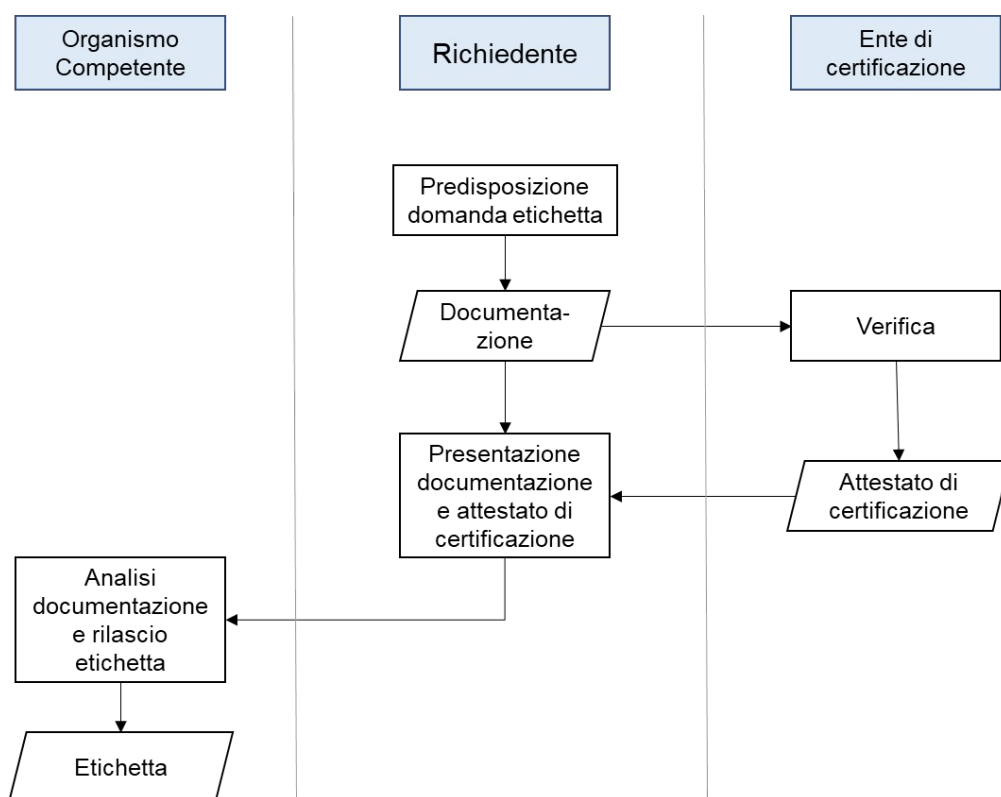 Organismo
Competente
Richiedente
Ente di
certificazione
Predisposizione
domanda etichetta
Documenta-
zione
Verifica
Presentazione
documentazione
e attestato di
certificazione
Attestato di
certificazione
Analisi
documentazione
e rilascio
etichetta
Etichetta